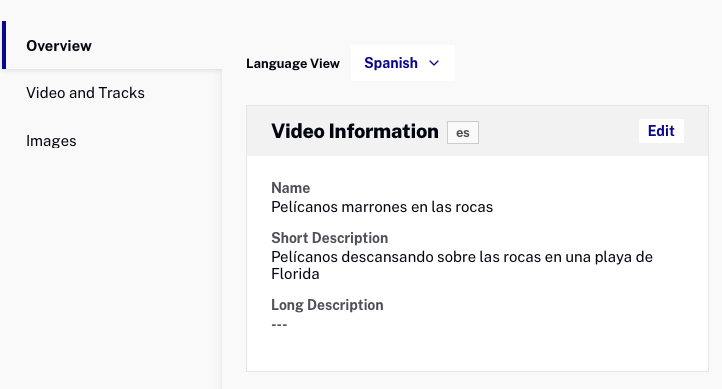 Overview
Video and Tracks
Images
Language View Spanish
Video Information es Edit
Name
Pelícanos marrones en las rocas
Short Description
Pelícanos descansando sobre las rocas en una playa de
Florida
Long Description
---